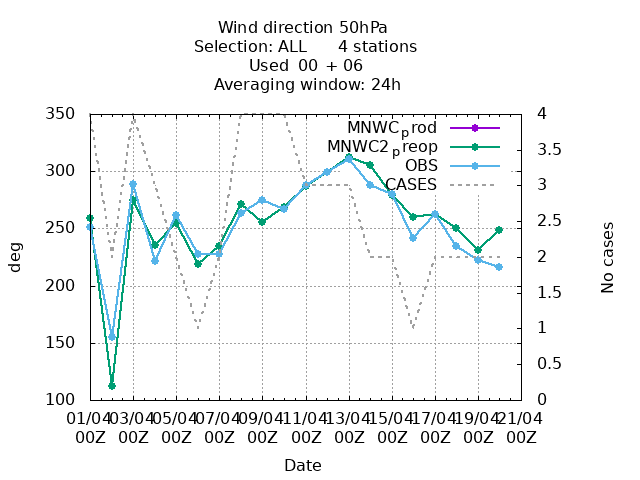 Wind direction 50hPa
Selection: ALL 4 stations
Used 00 + 06
Averaging window: 24h
350 4
MNWCprod
MNWC2preop
OBS
CASES
3.5
300 3
250 2.5
2
200 1.5
150 1
0.5
100 0
deg
No cases
01/04 03/04 05/04 07/04 09/04 11/04 13/04 15/04 17/04 19/04 21/04
00Z 00Z 00Z 00Z 00Z 00Z 00Z 00Z 00Z 00Z 00Z
Date